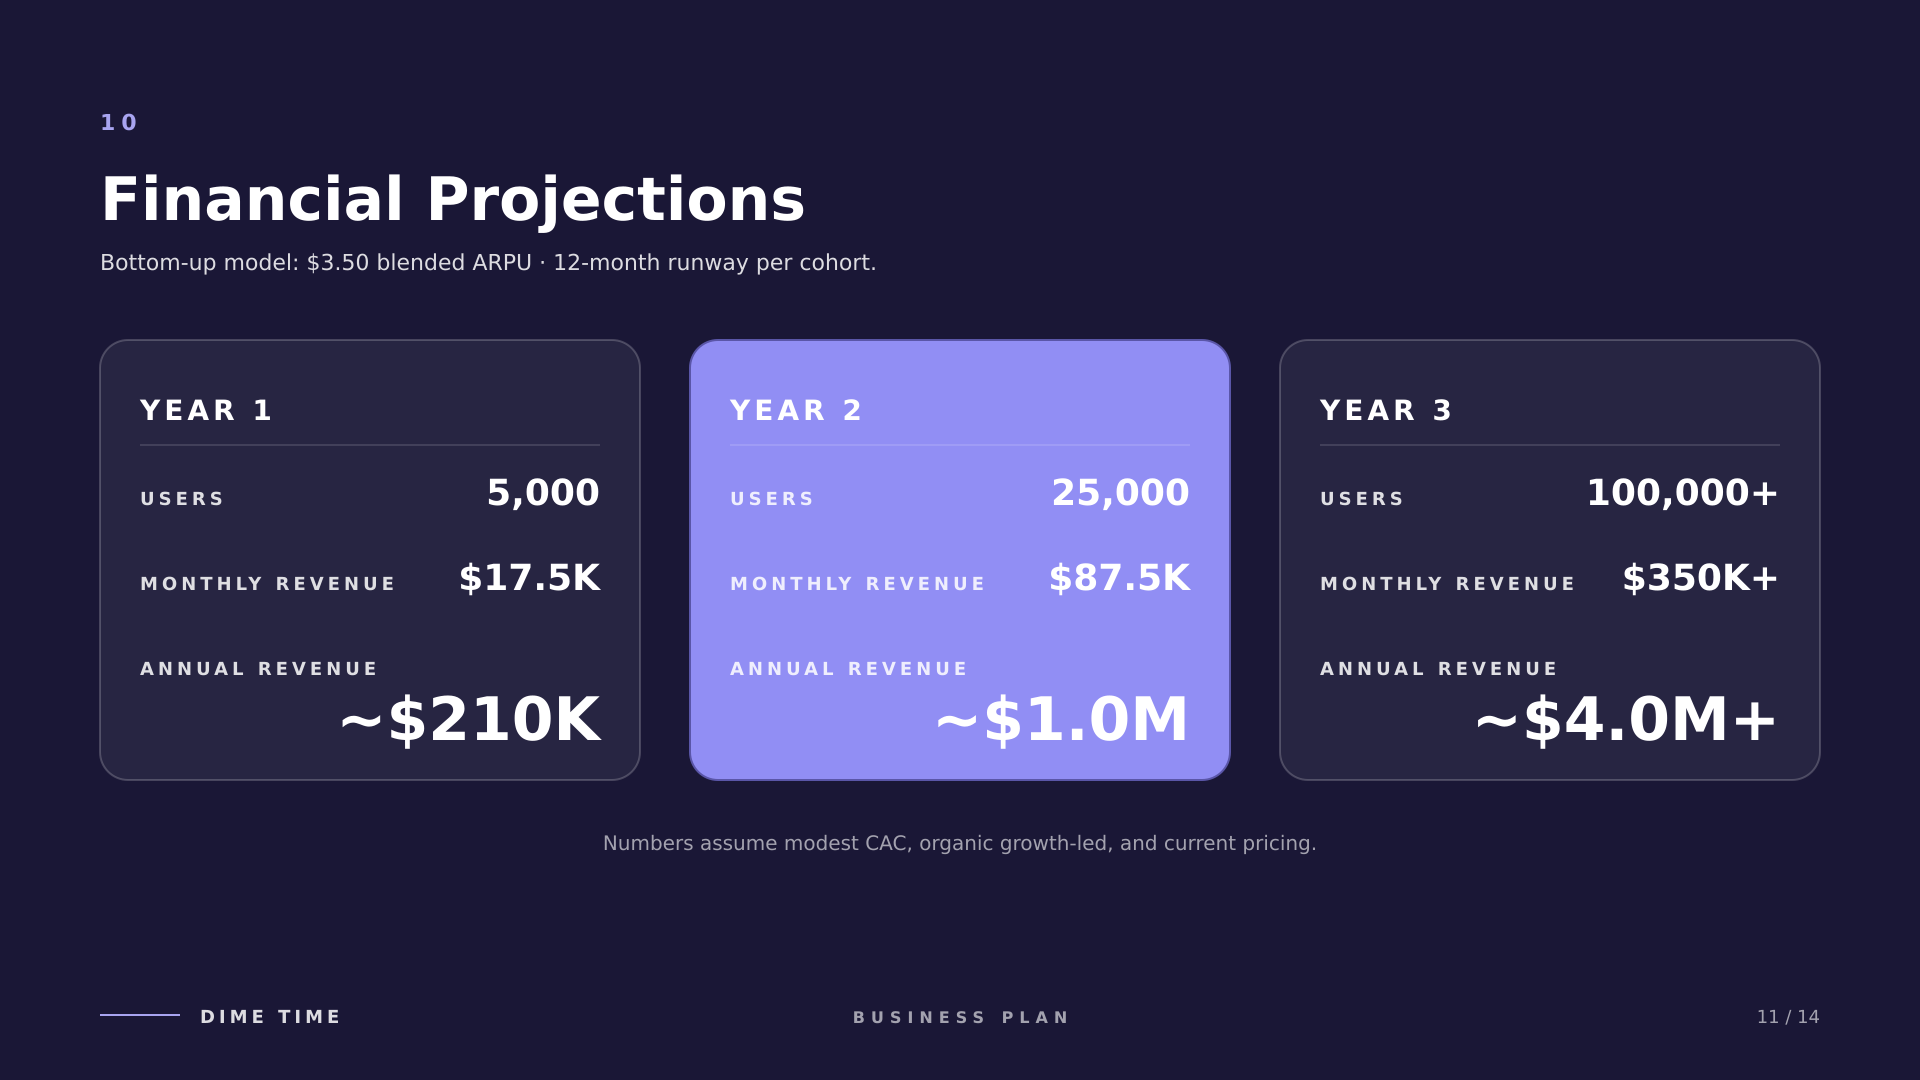 10
Financial Projections
Bottom-up model: $3.50 blended ARPU · 12-month runway per cohort.
YEAR 1
USERS 5,000
MONTHLY REVENUE $17.5K
ANNUAL REVENUE
~$210K
YEAR 2
USERS 25,000
MONTHLY REVENUE $87.5K
ANNUAL REVENUE
~$1.0M
YEAR 3
USERS 100,000+
MONTHLY REVENUE $350K+
ANNUAL REVENUE
~$4.0M+
Numbers assume modest CAC, organic growth-led, and current pricing.
DIME TIME
BUSINESS PLAN
11 / 14